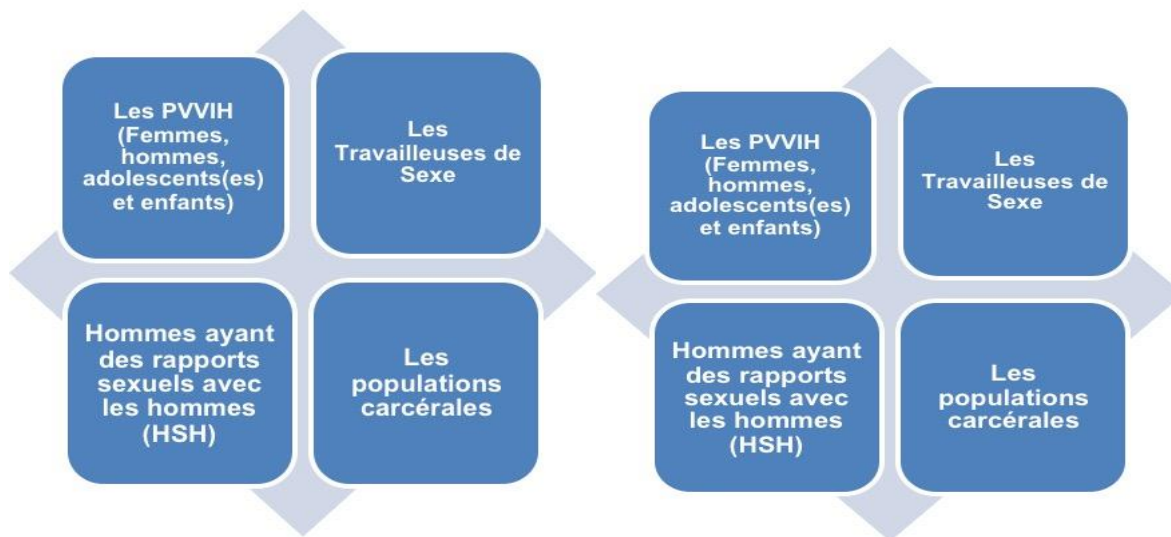 Les PVVIH
(Femmes,
hommes,
adolescents(es)
et enfants)
Les
Travailleuses de
Sexe
Hommes ayant
des rapports
sexuels avec
les hommes
(HSH)
Les
populations
carcérales
Les PVVIH
(Femmes,
hommes,
adolescents(es)
et enfants)
Les
Travailleuses de
Sexe
Hommes ayant
des rapports
sexuels avec
les hommes
(HSH)
Les
populations
carcérales